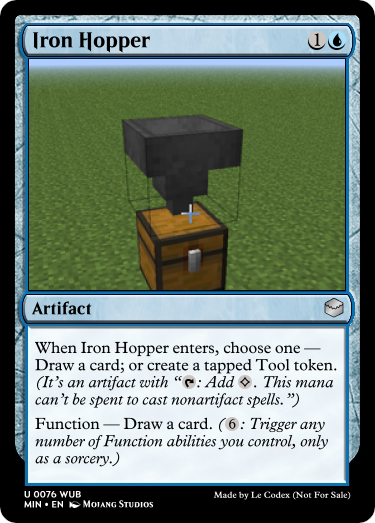 Iron Hopper 1
Artifact
When Iron Hopper enters, choose one —
Draw a card; or create a tapped Tool token.
(It's an artifact with “: Add . This mana
can't be spent to cast nonartifact spells.”)
Function — Draw a card. (6: Trigger any
number of Function abilities you control, only
as a sorcery.)
U 0076 WUB
MIN • EN Mojang Studios
Made by Le Codex (Not For Sale)